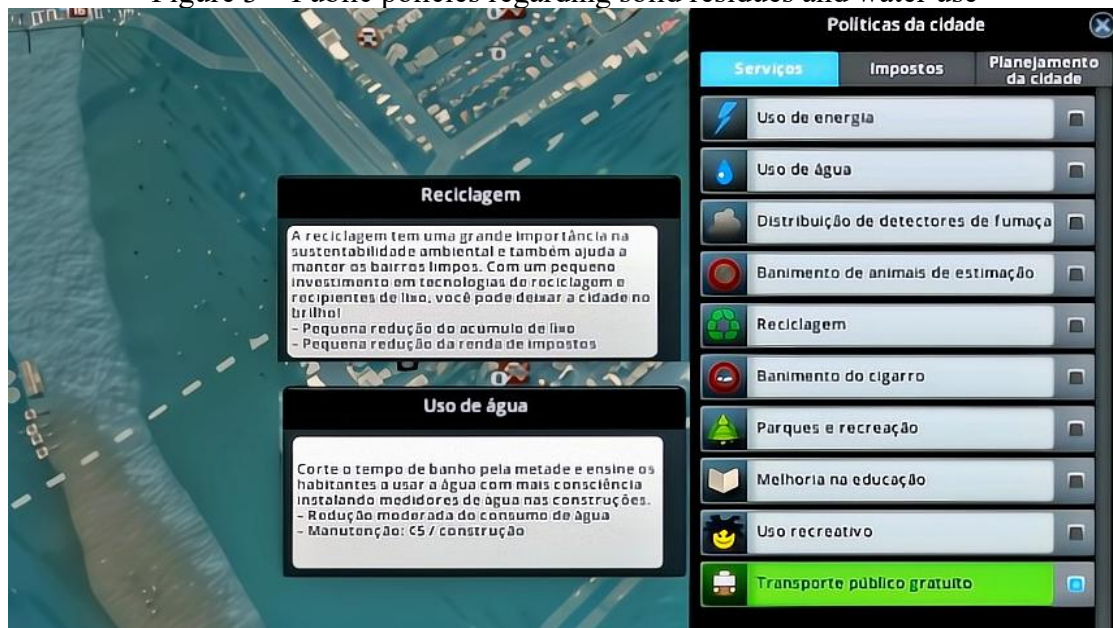 Figure 3 – Public policies regarding solid residues and water use
Políticas da cidade
Serviços
Impostos
Planejamento
da cidade
Uso de energia
Uso de água
Distribuição de detectores de fumaça
Banimento de animais de estimação
Reciclagem
Banimento do cigarro
Parques e recreação
Melhoria na educação
Uso recreativo
Transporte público gratuito
Reciclagem
A reciclagem tem uma grande importância na
sustentabilidade ambiental e também ajuda a
manter os bairros limpos. Com um pequeno
investimento em tecnologias de reciclagem e
recipientes de lixo, você pode deixar a cidade no
brilho!
– Pequena redução do acúmulo de lixo
– Pequena redução da renda de impostos
Uso de água
Corte o tempo de banho pela metade e ensine os
habitantes a usar a água com mais consciência
instalando medidores de água nas construções.
– Redução moderada do consumo de água
– Manutenção: ₡5 / construção